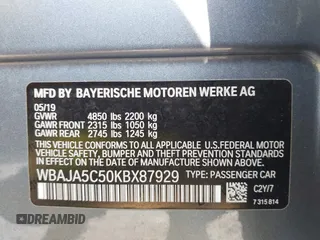 MFD BY BAYERISCHE MOTOREN WERKE AG
05/19
GVWR 4850 lbs 2200 kg
GAWR FRONT 2315 lbs 1050 kg
GAWR REAR 2745 lbs 1245 kg
THIS VEHICLE CONFORMS TO ALL APPLICABLE
U.S. FEDERAL MOTOR VEHICLE
SAFETY, BUMPER, AND THEFT PREVENTION
STANDARDS IN EFFECT ON THE DATE OF
MANUFACTURE SHOWN ABOVE.
WBAJA5C50KBX87929 TYPE: PASSENGER CAR
C2Y/7
7 315 814
DREAMBID